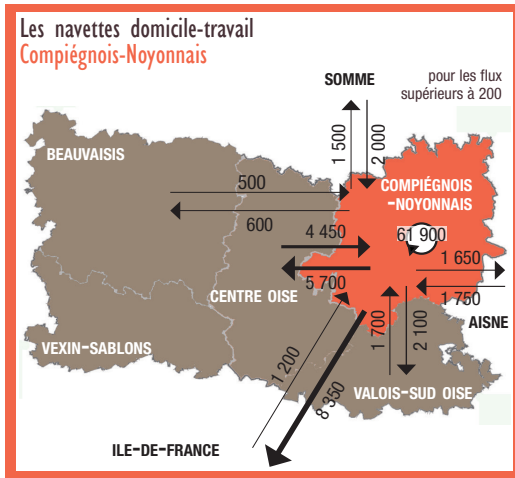 Les navettes domicile-travail
Compiégnois-Noyonnais
pour les flux
supérieurs à 200
SOMME
1 500
2 000
BEAUVAISIS
COMPIÉGNOIS
-NOYONNAIS
500
600
4 450
61 900
5 700
1 650
1 750
CENTRE OISE
AISNE
1 700
2 100
VEXIN-SABLONS
1 200
8 350
VALOIS-SUD OISE
ILE-DE-FRANCE